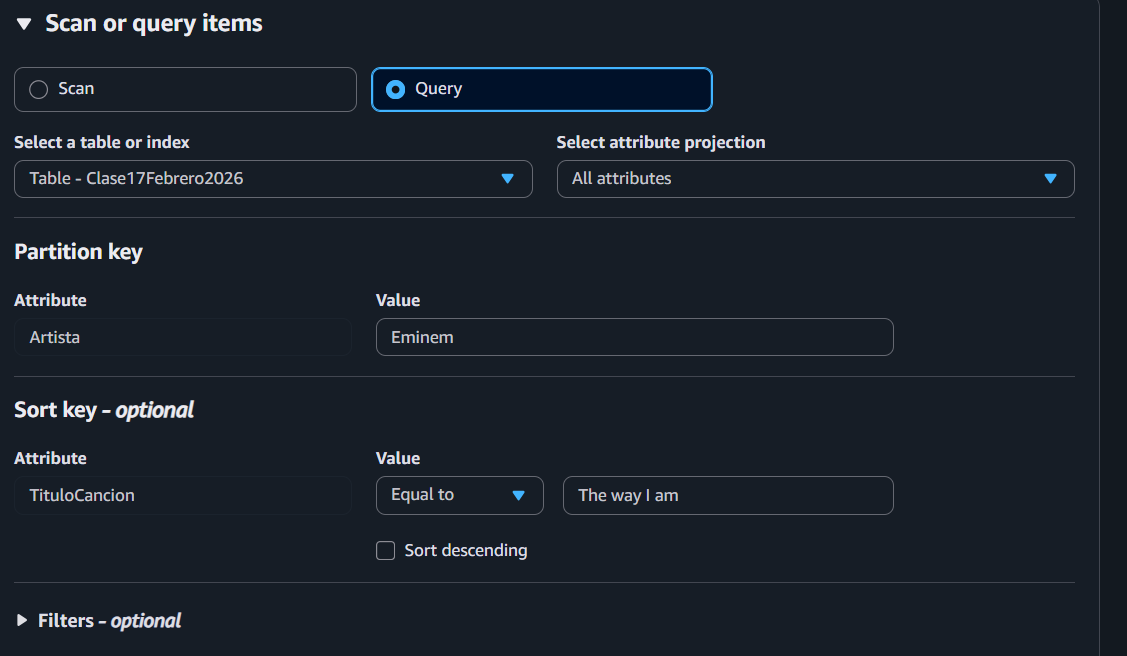 Scan or query items
Scan
Query
Select a table or index
Select attribute projection
Table - Clase17Febrero2026
All attributes
Partition key
Attribute
Value
Artista
Eminem
Sort key - optional
Attribute
Value
TituloCancion
Equal to
The way I am
Sort descending
Filters - optional